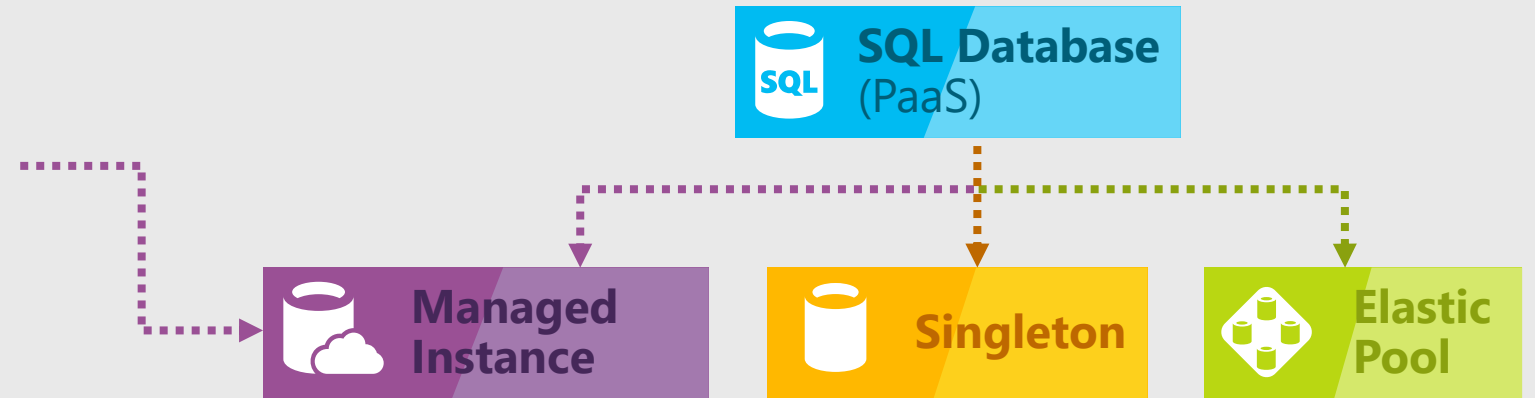 SQL
SQL Database
(PaaS)
Managed
Instance
Singleton
Elastic
Pool